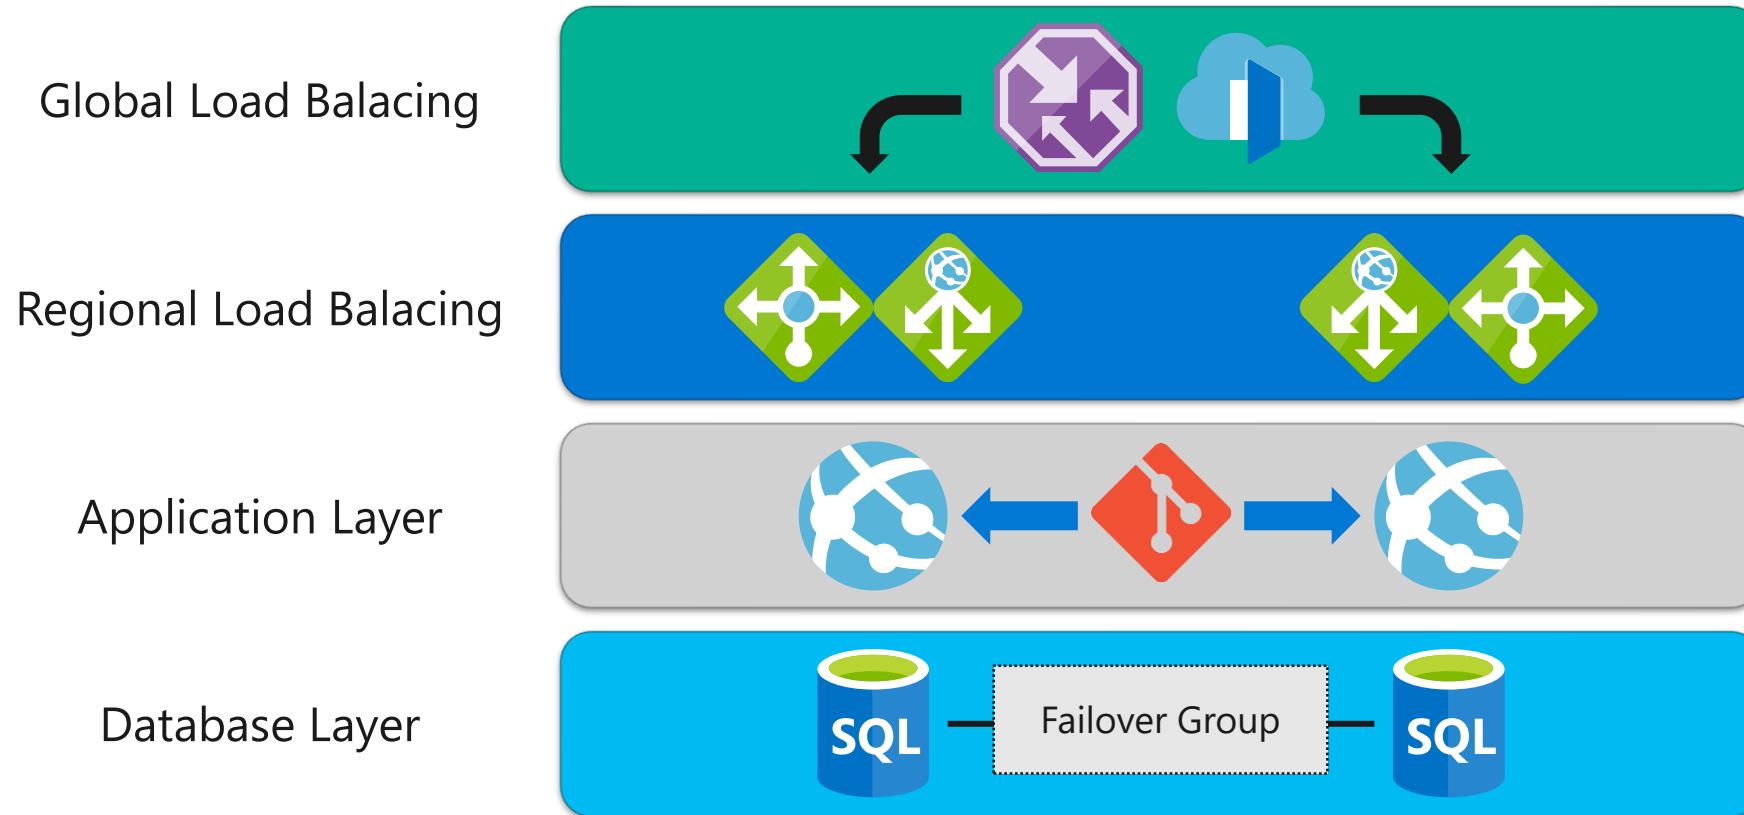 Global Load Balacing
Regional Load Balacing
Application Layer
Database Layer
SQL
Failover Group
SQL